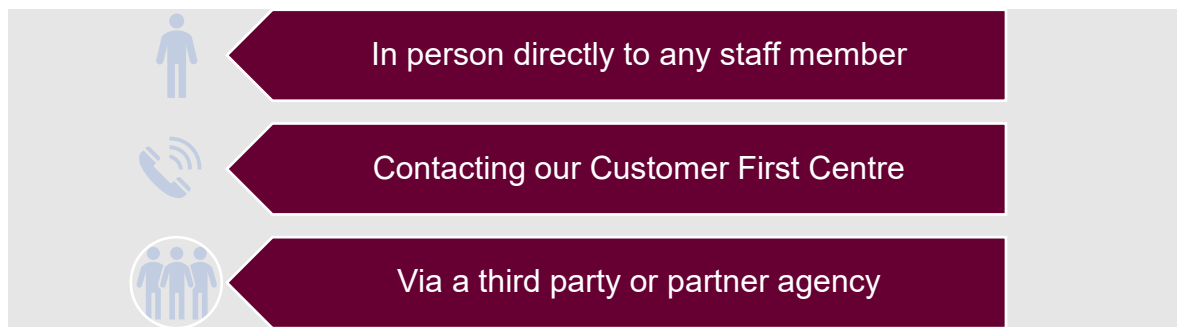 In person directly to any staff member
Contacting our Customer First Centre
Via a third party or partner agency